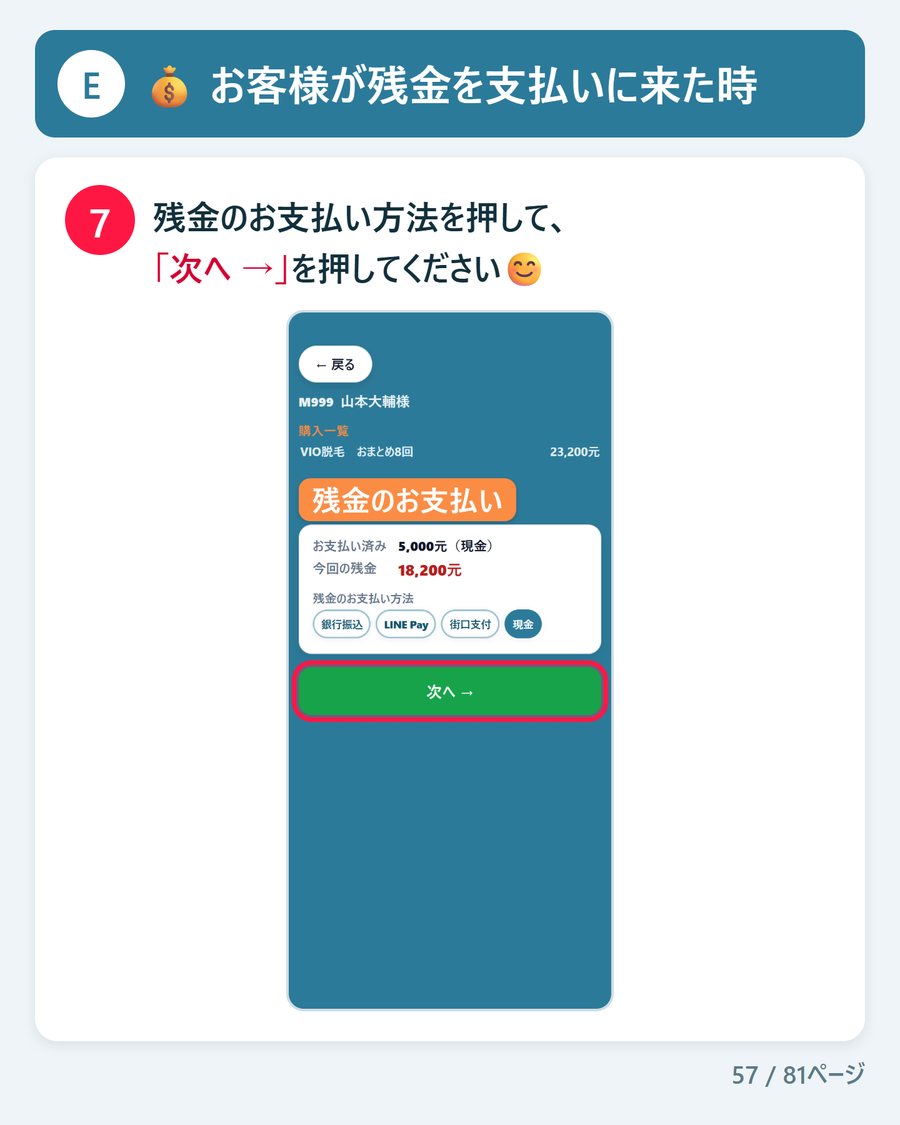 E 💰 お客様が残金を支払いに来た時
7
残金のお支払い方法を押して、
「次へ →」を押してください😊
← 戻る
M999 山本大輔様
購入一覧
VIO脱毛 おまとめ8回 23,200元
残金のお支払い
お支払い済み 5,000元（現金）
今回の残金 18,200元
残金のお支払い方法
銀行振込 LINE Pay 街口支付 現金
次へ →
57 / 81ページ